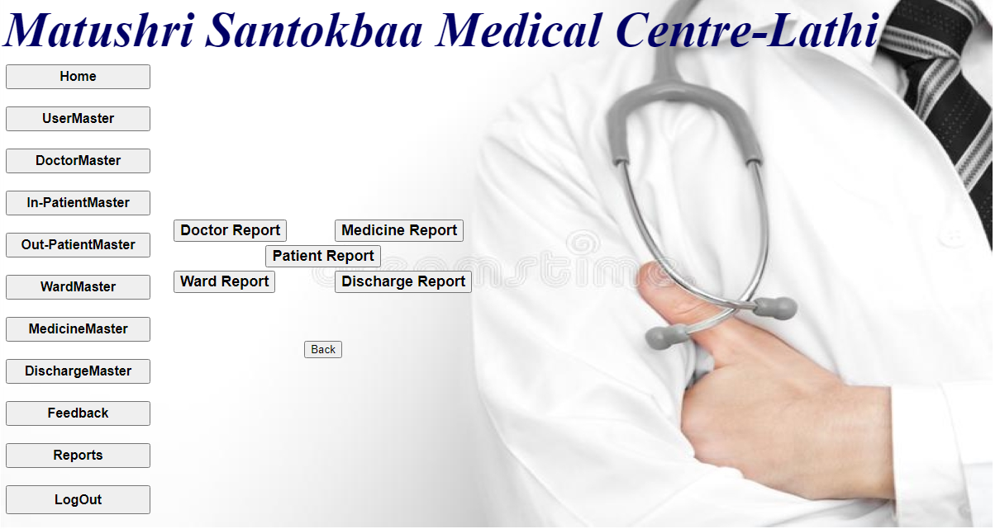 Matushri Santokbaa Medical Centre-Lathi
Home
UserMaster
DoctorMaster
In-PatientMaster
Out-PatientMaster
WardMaster
MedicineMaster
DischargeMaster
Feedback
Reports
LogOut
Doctor Report
Medicine Report
Patient Report
Ward Report
Discharge Report
dreamstime
Back